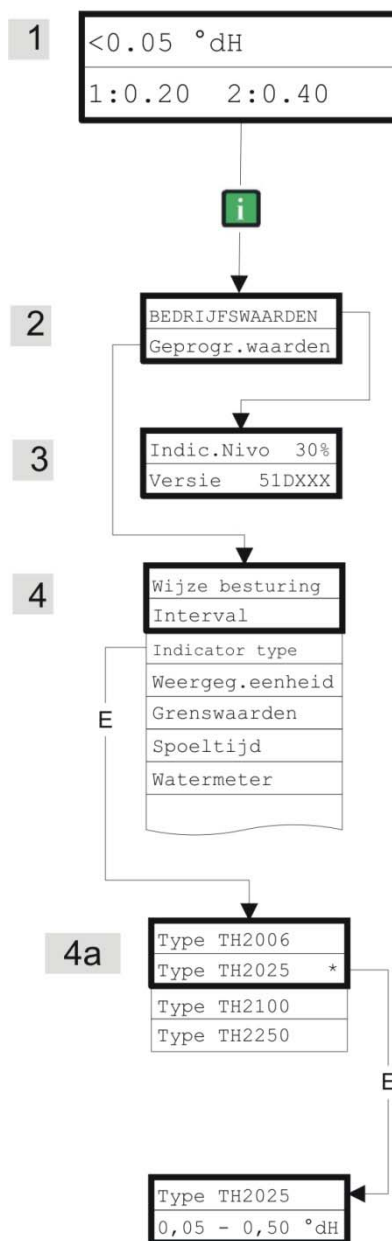 1
<0.05 °dH
1:0.20 2:0.40
i
2
BEDRIJFSWAARDEN
Geprogr.waarden
3
Indic.Nivo 30%
Versie 51DXXX
4
Wijze besturing
Interval
Indicator type
Weergeg.eenheid
Grenswaarden
Spoeltijd
Watermeter
E
4a
Type TH2006
Type TH2025 *
Type TH2100
Type TH2250
E
Type TH2025
0,05 - 0,50 °dH